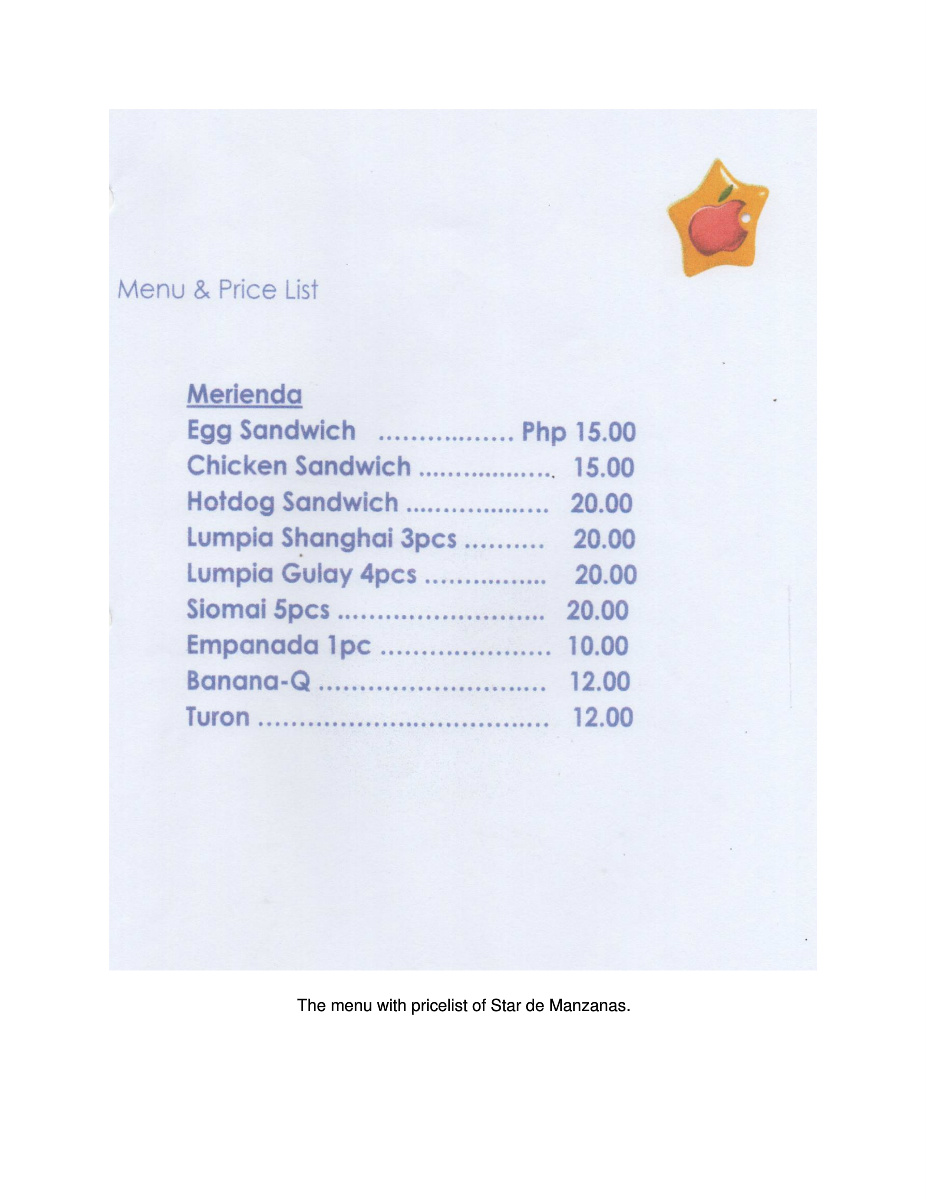 Menu & Price List
Merienda
Egg Sandwich ................. Php 15.00
Chicken Sandwich .................. 15.00
Hotdog Sandwich ................... 20.00
Lumpia Shanghai 3pcs .......... 20.00
Lumpia Gulay 4pcs ................ 20.00
Siomai 5pcs .......................... 20.00
Empanada 1pc ..................... 10.00
Banana-Q ............................ 12.00
Turon .................................... 12.00
The menu with pricelist of Star de Manzanas.